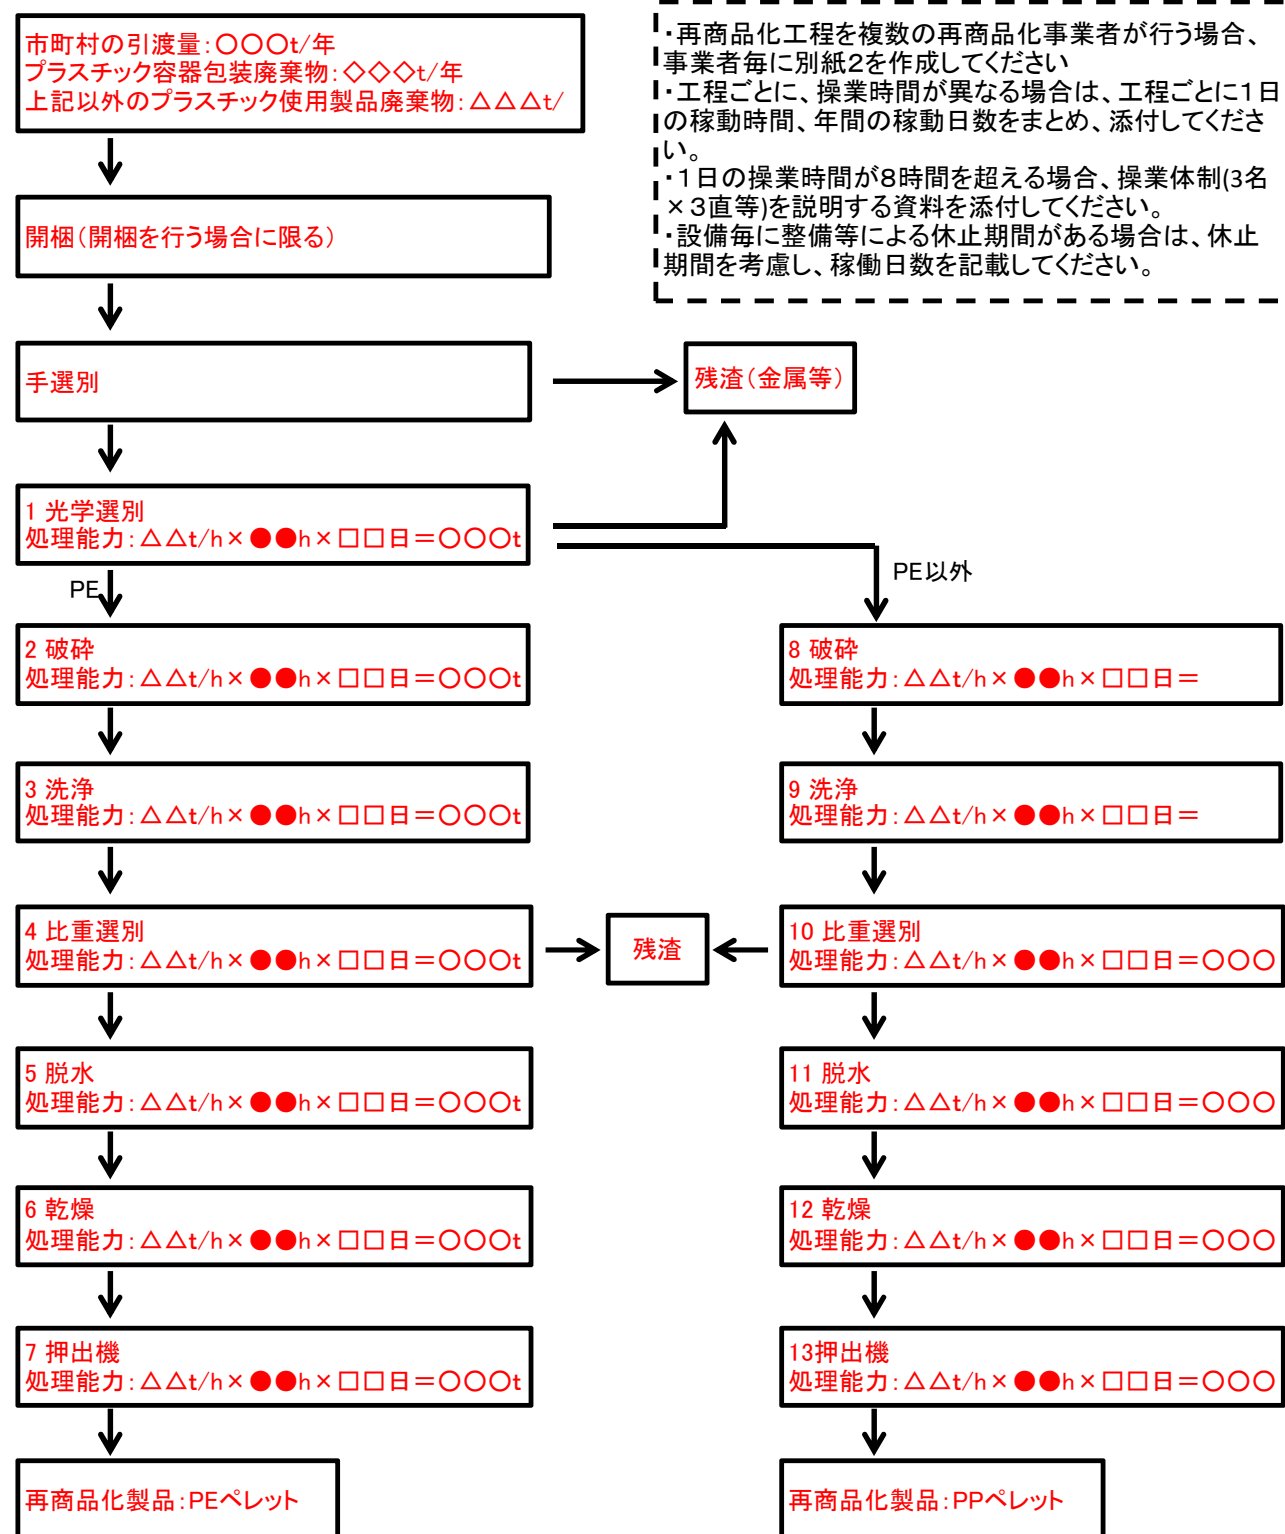 市町村の引渡量：〇〇〇t/年
プラスチック容器包装廃棄物：◇◇◇t/年
上記以外のプラスチック使用製品廃棄物：△△△t/
・再商品化工程を複数の再商品化事業者が行う場合、
事業者毎に別紙２を作成してください
・工程ごとに、操業時間が異なる場合は、工程ごとに１日
の稼動時間、年間の稼動日数をまとめ、添付してくださ
い。
・１日の操業時間が８時間を超える場合、操業体制(3名
×３直等)を説明する資料を添付してください。
・設備毎に整備等による休止期間がある場合は、休止
期間を考慮し、稼働日数を記載してください。
開梱（開梱を行う場合に限る）
手選別
残渣（金属等）
1 光学選別
処理能力：△△t/h×●●h×□□日＝〇〇〇t
PE
PE以外
2 破砕
処理能力：△△t/h×●●h×□□日＝〇〇〇t
8 破砕
処理能力：△△t/h×●●h×□□日＝
3 洗浄
処理能力：△△t/h×●●h×□□日＝〇〇〇t
9 洗浄
処理能力：△△t/h×●●h×□□日＝
4 比重選別
処理能力：△△t/h×●●h×□□日＝〇〇〇t
残渣
10 比重選別
処理能力：△△t/h×●●h×□□日＝〇〇〇
5 脱水
処理能力：△△t/h×●●h×□□日＝〇〇〇t
11 脱水
処理能力：△△t/h×●●h×□□日＝〇〇〇
6 乾燥
処理能力：△△t/h×●●h×□□日＝〇〇〇t
12 乾燥
処理能力：△△t/h×●●h×□□日＝〇〇〇
7 押出機
処理能力：△△t/h×●●h×□□日＝〇〇〇t
13押出機
処理能力：△△t/h×●●h×□□日＝〇〇〇
再商品化製品：PEペレット
再商品化製品：PPペレット